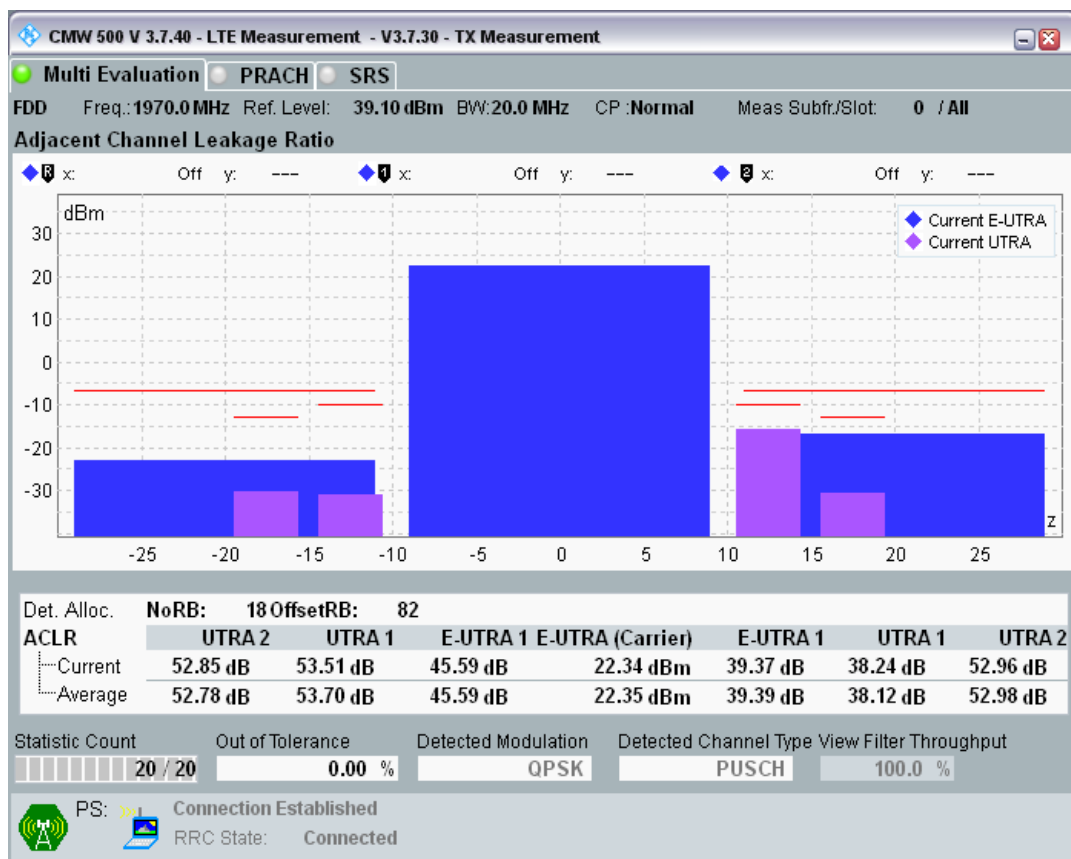 CMW 500 V 3.7.40 - LTE Measurement - V3.7.30 - TX Measurement
Multi Evaluation PRACH SRS
FDD Freq.:1970.0 MHz Ref. Level: 39.10 dBm BW:20.0 MHz CP :Normal Meas Subfr./Slot: 0 / All
Adjacent Channel Leakage Ratio
R x: Off y: --- 1 x: Off y: --- 2 x: Off y: ---
dBm
Current E-UTRA
Current UTRA
30
20
10
0
-10
-20
-30
z
-25 -20 -15 -10 -5 0 5 10 15 20 25
Det. Alloc. NoRB: 18 OffsetRB: 82
ACLR UTRA 2 UTRA 1 E-UTRA 1 E-UTRA (Carrier) E-UTRA 1 UTRA 1 UTRA 2
Current 52.85 dB 53.51 dB 45.59 dB 22.34 dBm 39.37 dB 38.24 dB 52.96 dB
Average 52.78 dB 53.70 dB 45.59 dB 22.35 dBm 39.39 dB 38.12 dB 52.98 dB
Statistic Count Out of Tolerance Detected Modulation Detected Channel Type View Filter Throughput
20 / 20 0.00 % QPSK PUSCH 100.0 %
PS: Connection Established
RRC State: Connected